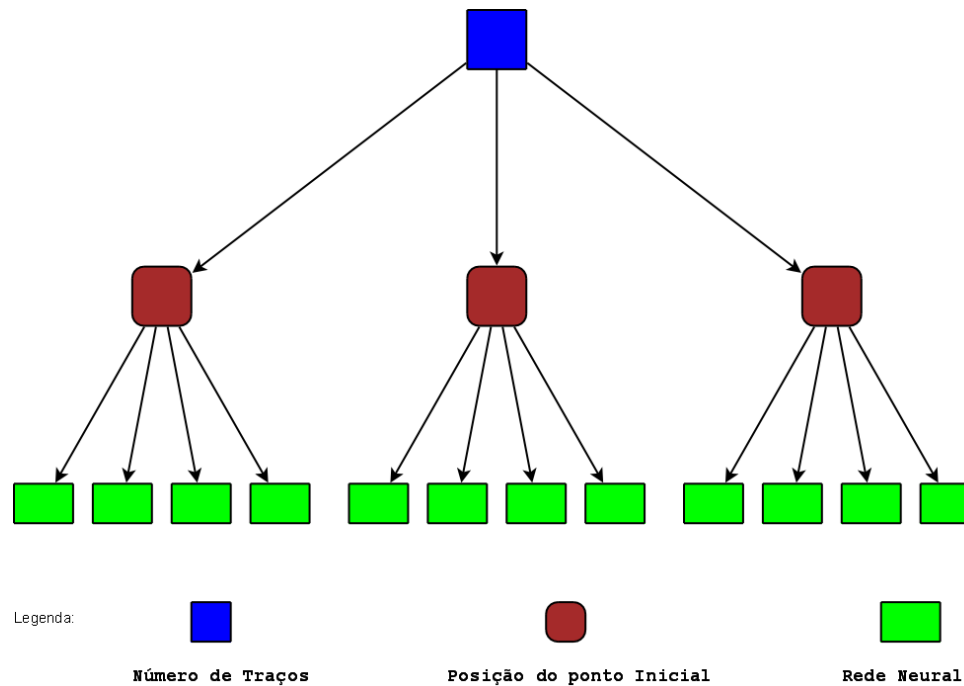 Legenda:
Número de Traços
Posição do ponto Inicial
Rede Neural